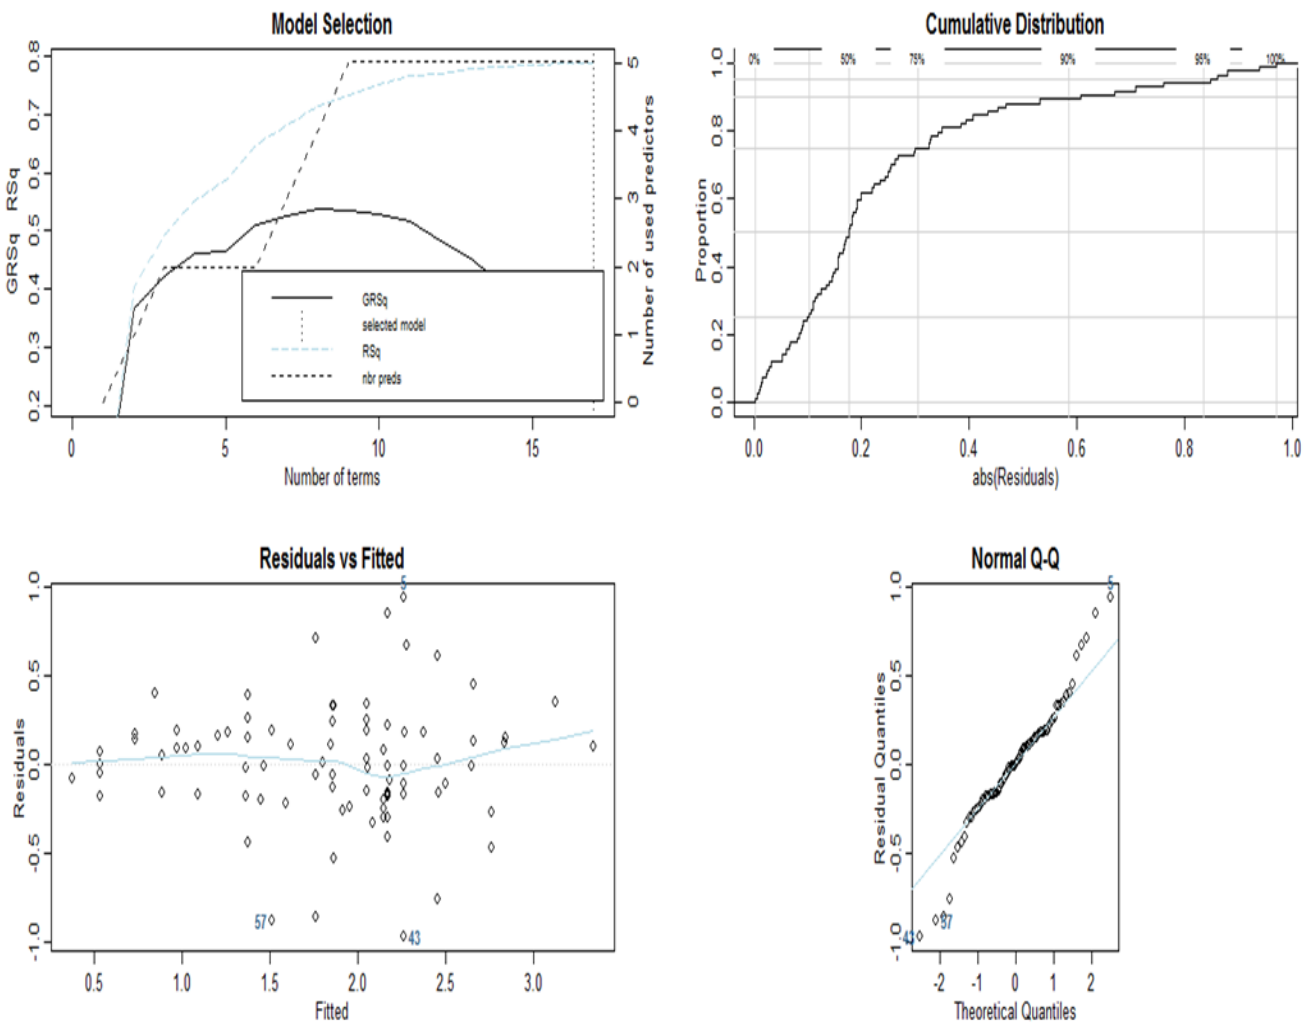 Model Selection
GRSq RSq
0.2 0.3 0.4 0.5 0.6 0.7 0.8
0 1 2 3 4 5
Number of used predictors
GRSq
selected model
RSq
nbr preds
0 5 10 15
Number of terms
Cumulative Distribution
0% 50% 75% 90% 95% 100%
Proportion
0.0 0.2 0.4 0.6 0.8 1.0
0.0 0.2 0.4 0.6 0.8 1.0
abs(Residuals)
Residuals vs Fitted
Residuals
-1.0 -0.5 0.0 0.5 1.0
5
57
43
0.5 1.0 1.5 2.0 2.5 3.0
Fitted
Normal Q-Q
Residual Quantiles
-1.0 -0.5 0.0 0.5 1.0
5
57
43
-2 -1 0 1 2
Theoretical Quantiles